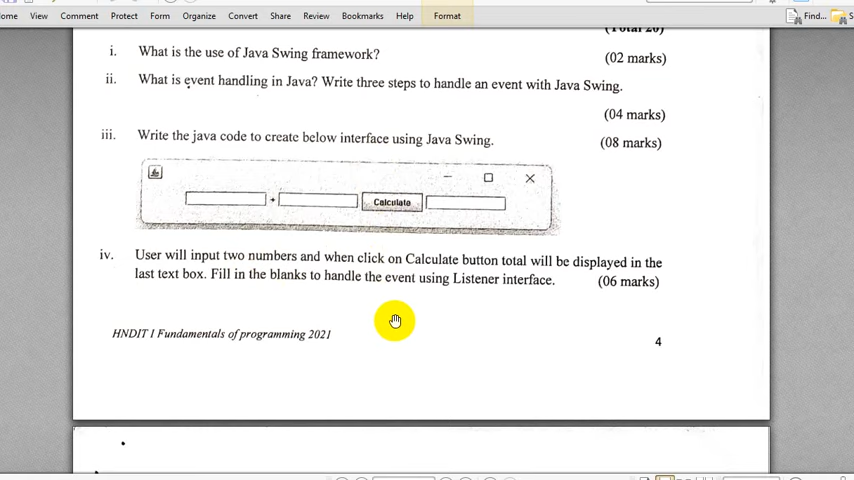 ome View Comment Protect Form Organize Convert Share Review Bookmarks Help Format Find...
(Total 20)
i. What is the use of Java Swing framework? (02 marks)
ii. What is event handling in Java? Write three steps to handle an event with Java Swing.
(04 marks)
iii. Write the java code to create below interface using Java Swing. (08 marks)
+ Calculate
iv. User will input two numbers and when click on Calculate button total will be displayed in the
last text box. Fill in the blanks to handle the event using Listener interface. (06 marks)
HNDIT I Fundamentals of programming 2021
4